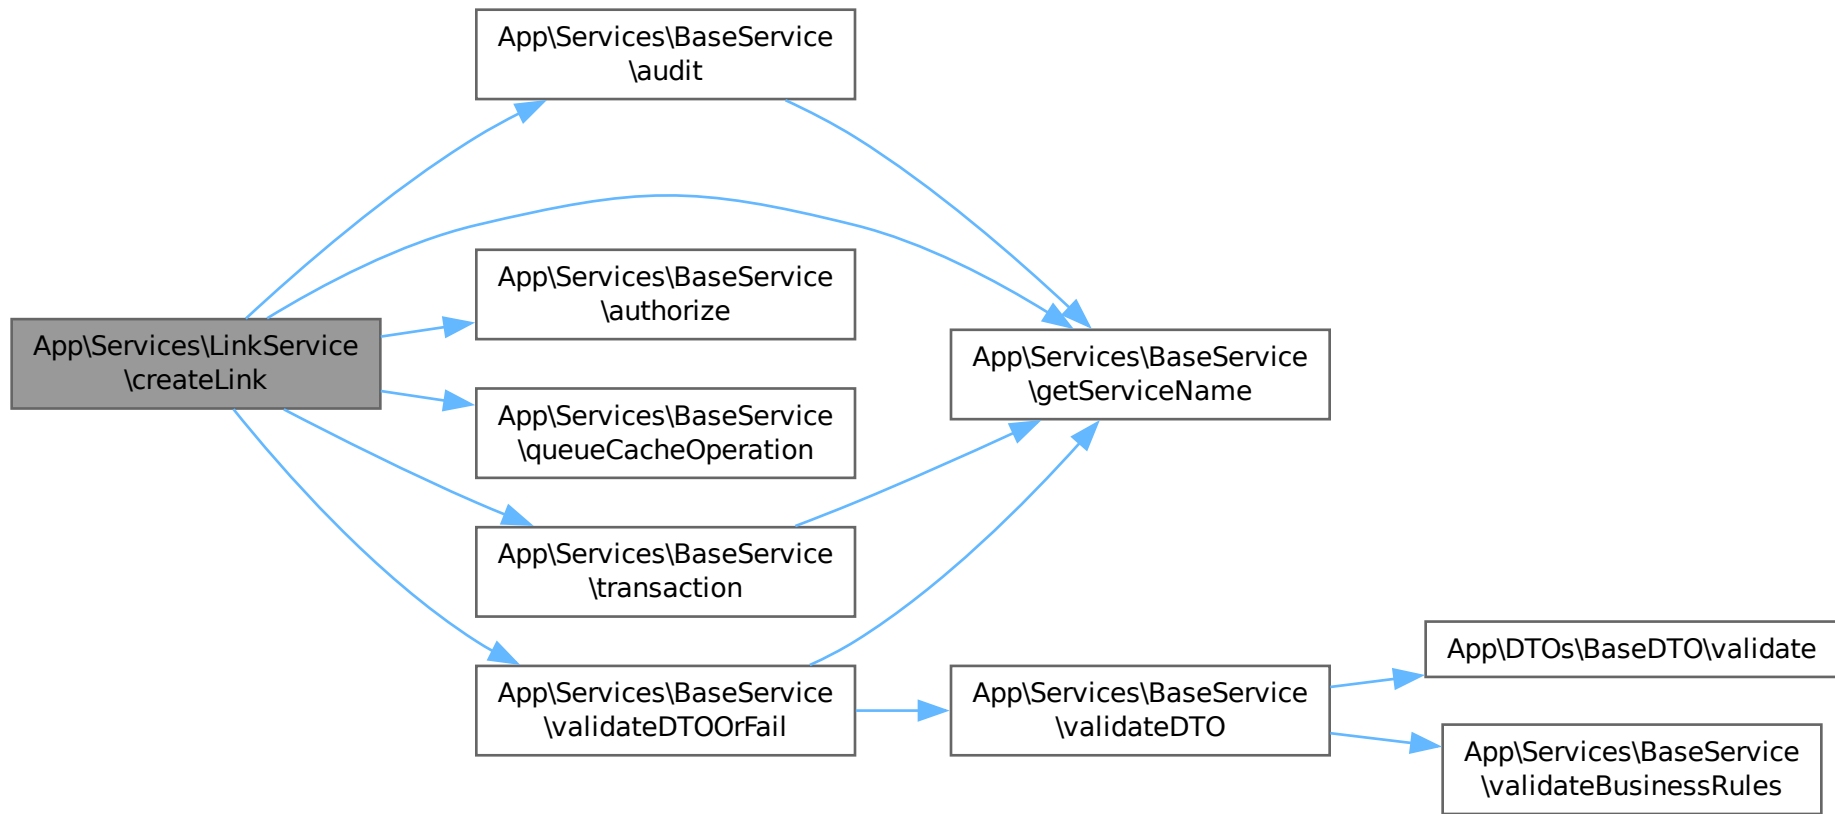 App\Services\BaseService
\audit
App\Services\BaseService
\authorize
App\Services\LinkService
\createLink
App\Services\BaseService
\getServiceName
App\Services\BaseService
\queueCacheOperation
App\Services\BaseService
\transaction
App\Services\BaseService
\validateDTOOrFail
App\Services\BaseService
\validateDTO
App\DTOs\BaseDTO\validate
App\Services\BaseService
\validateBusinessRules